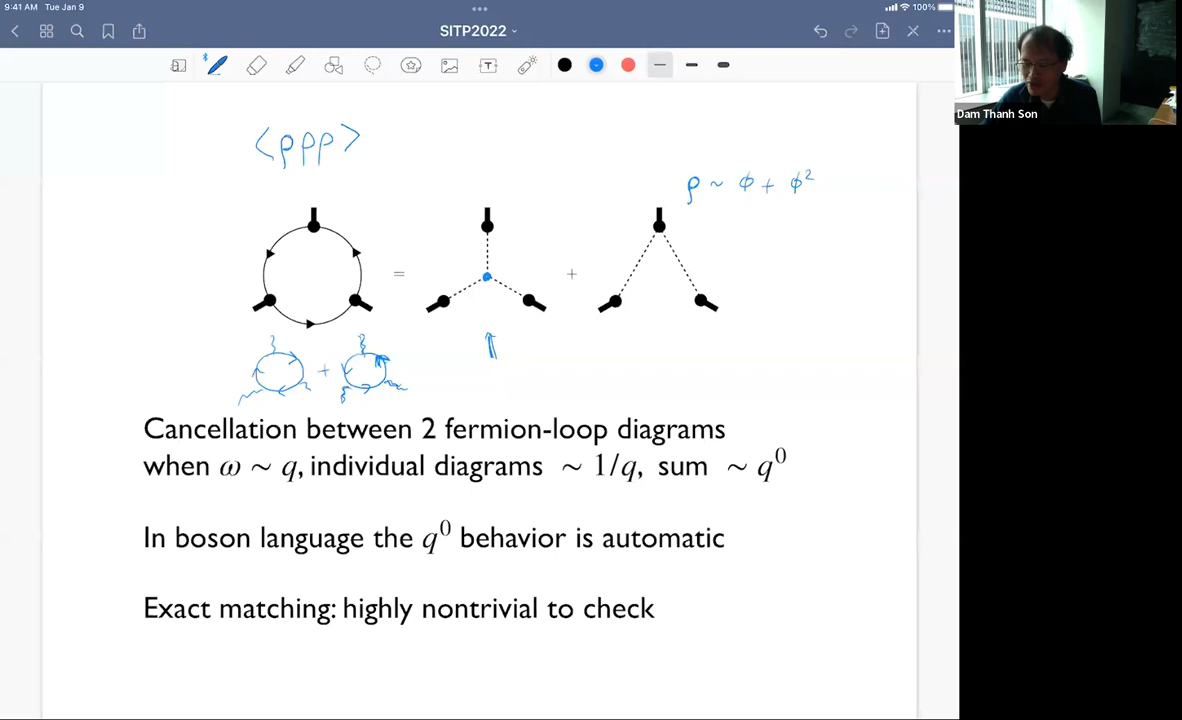 9:41 AM Tue Jan 9
100%
SITP2022
T
Dam Thanh Son
<ρρρ>
ρ ~ ϕ + ϕ²
= +
+
Cancellation between 2 fermion-loop diagrams
when ω ~ q, individual diagrams ~ 1/q, sum ~ q⁰
In boson language the q⁰ behavior is automatic
Exact matching: highly nontrivial to check